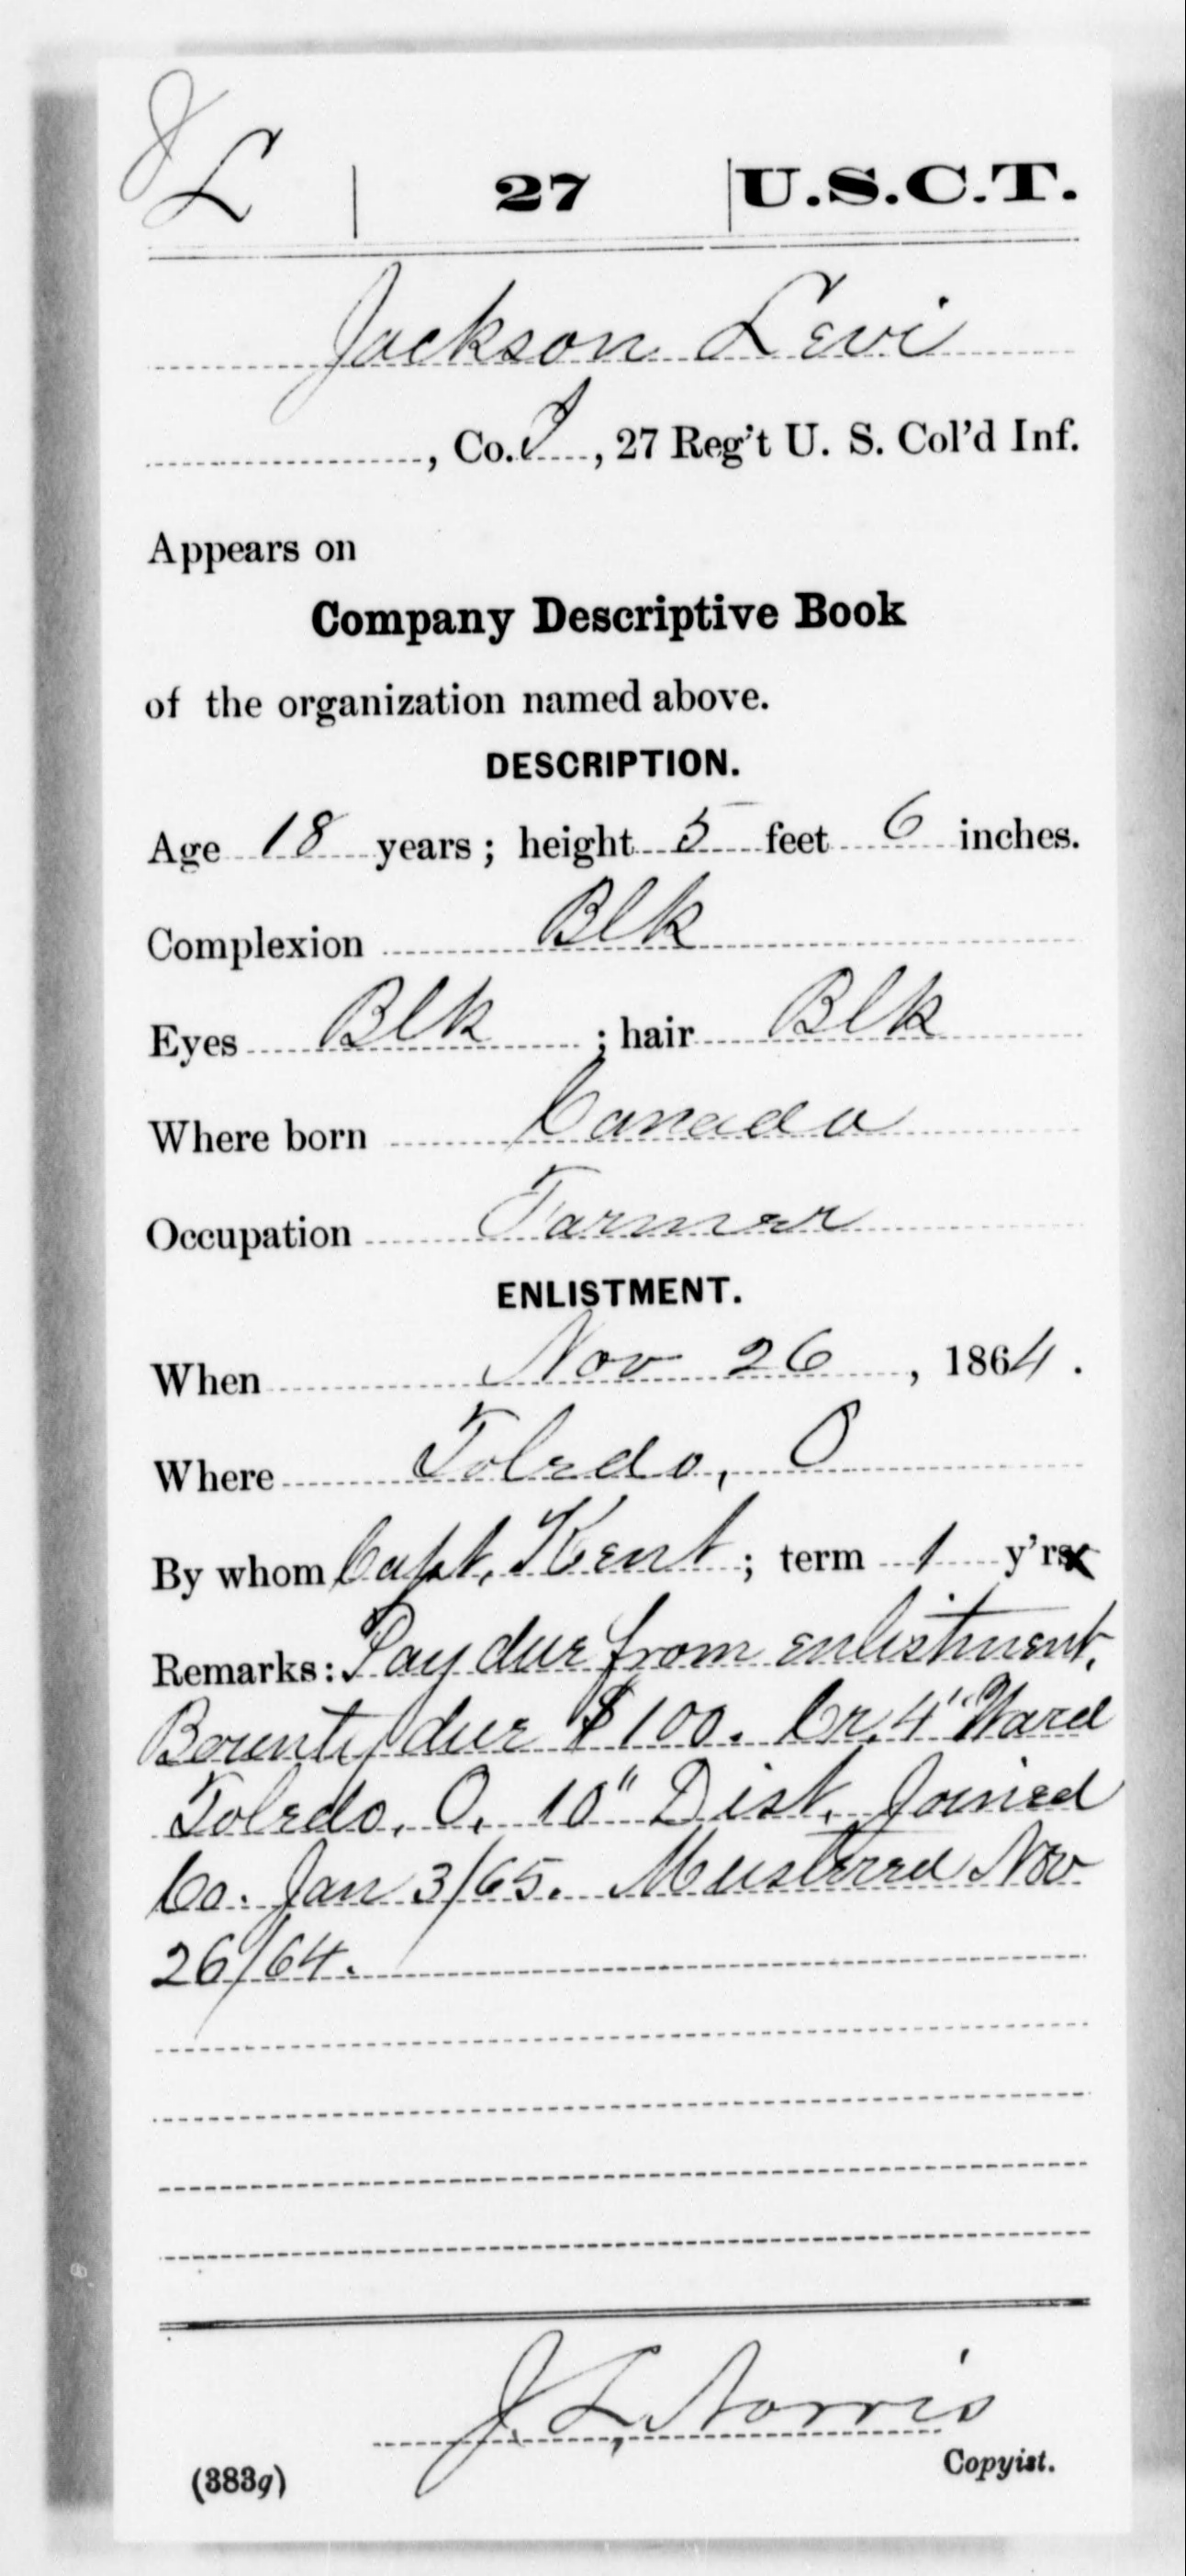 L | 27 | U.S.C.T.
Jackson Levi
, Co. I, 27 Reg't U. S. Col'd Inf.
Appears on
Company Descriptive Book
of the organization named above.
DESCRIPTION.
Age 18 years; height 5 feet 6 inches.
Complexion Blk
Eyes Blk ; hair Blk
Where born Canada
Occupation Farmer
ENLISTMENT.
When Nov 26, 1864.
Where Toledo, O
By whom Capt. Kent; term 1 y'rs
Remarks: Pay due from enlistment.
Bounty due $100. Cr. 4" Ward
Toledo, O. 10" Dist. Joined
Co. Jan 3/65. Mustered Nov
26/64.
J. L. Norris
(383g) Copyist.